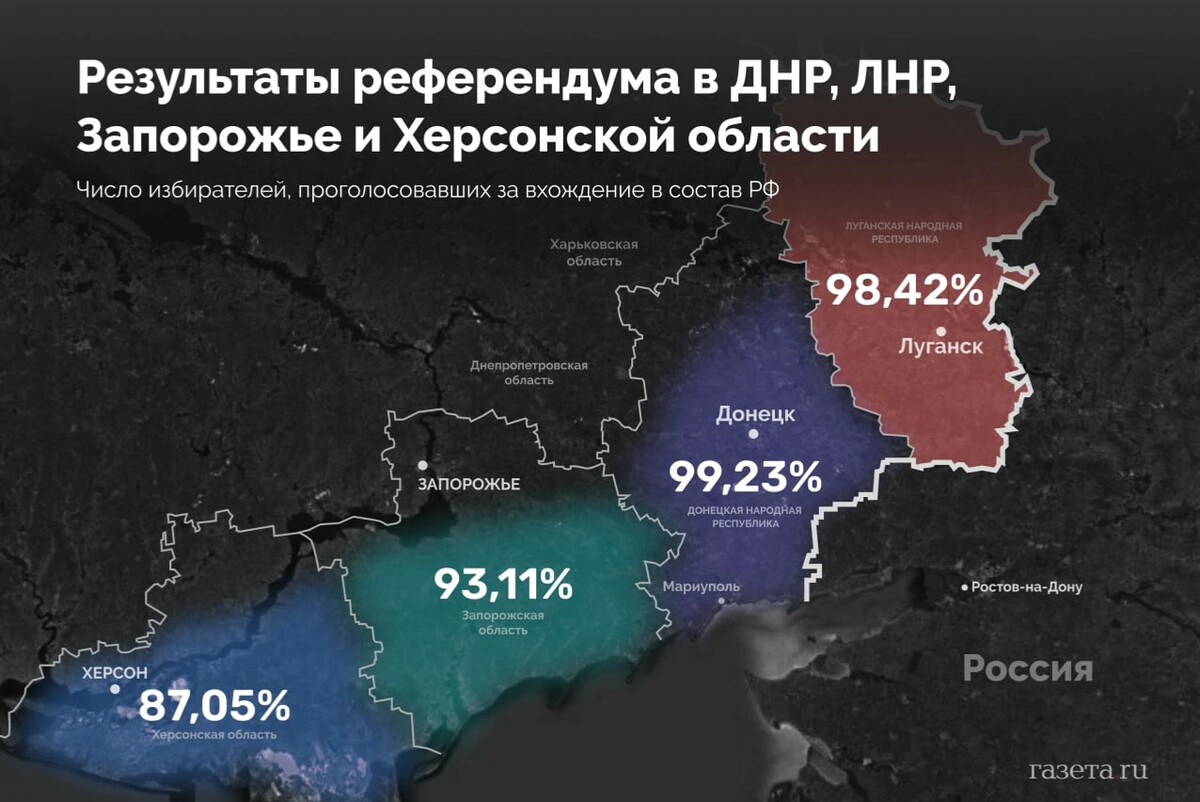 Результаты референдума в ДНР, ЛНР,
Запорожье и Херсонской области
Число избирателей, проголосовавших за вхождение в состав РФ
ЛУГАНСКАЯ НАРОДНАЯ
РЕСПУБЛИКА
Харьковская
область
98,42%
Луганск
Днепропетровская
область
Донецк
99,23%
ДОНЕЦКАЯ НАРОДНАЯ
РЕСПУБЛИКА
ЗАПОРОЖЬЕ
93,11%
Запорожская
область
Мариуполь
Ростов-на-Дону
Россия
ХЕРСОН
87,05%
Херсонская область
газета.ru